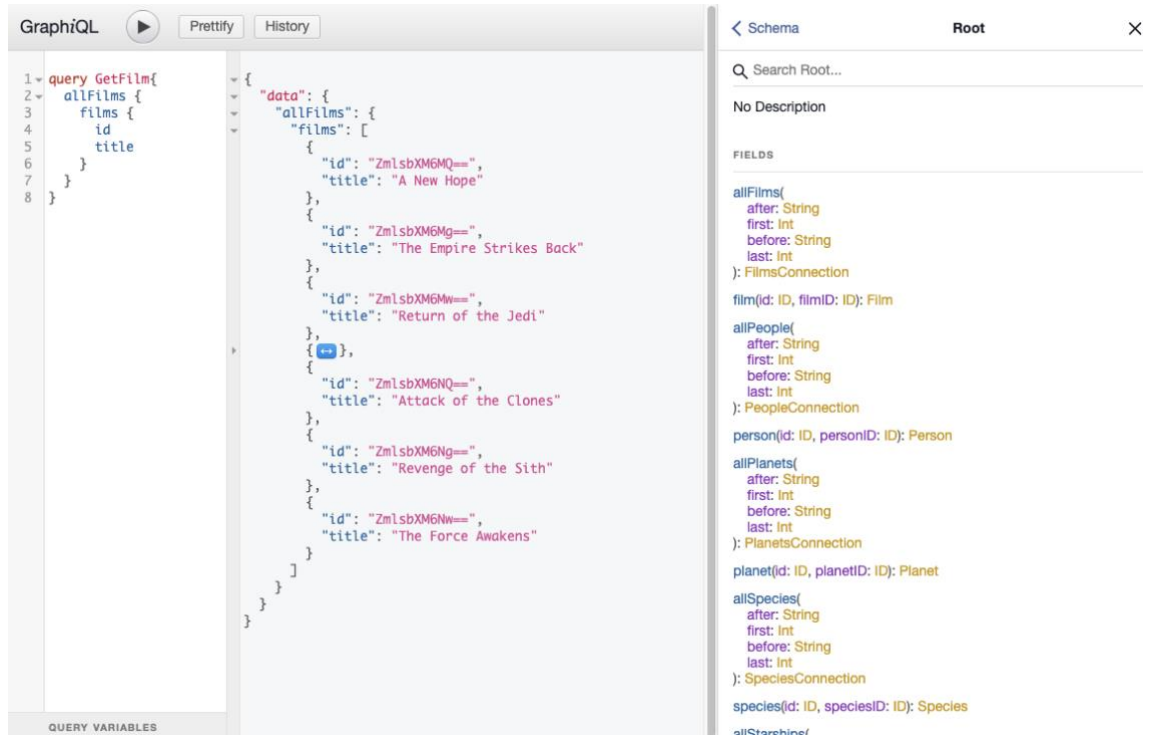 GraphiQL
Prettify
History
1 query GetFilm{
2 allFilms {
3 films {
4 id
5 title
6 }
7 }
8 }
QUERY VARIABLES
{
"data": {
"allFilms": {
"films": [
{
"id": "ZmlsbXM6MQ==",
"title": "A New Hope"
},
{
"id": "ZmlsbXM6Mg==",
"title": "The Empire Strikes Back"
},
{
"id": "ZmlsbXM6Mw==",
"title": "Return of the Jedi"
},
{↔},
{
"id": "ZmlsbXM6NQ==",
"title": "Attack of the Clones"
},
{
"id": "ZmlsbXM6Ng==",
"title": "Revenge of the Sith"
},
{
"id": "ZmlsbXM6Nw==",
"title": "The Force Awakens"
}
]
}
}
}
Schema
Root
Search Root...
No Description
FIELDS
allFilms(
after: String
first: Int
before: String
last: Int
): FilmsConnection
film(id: ID, filmID: ID): Film
allPeople(
after: String
first: Int
before: String
last: Int
): PeopleConnection
person(id: ID, personID: ID): Person
allPlanets(
after: String
first: Int
before: String
last: Int
): PlanetsConnection
planet(id: ID, planetID: ID): Planet
allSpecies(
after: String
first: Int
before: String
last: Int
): SpeciesConnection
species(id: ID, speciesID: ID): Species
allStarships(